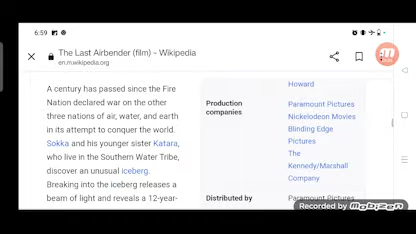 6:59
The Last Airbender (film) – Wikipedia
en.m.wikipedia.org
A century has passed since the Fire
Nation declared war on the other
three nations of air, water, and earth
in its attempt to conquer the world.
Sokka and his younger sister Katara,
who live in the Southern Water Tribe,
discover an unusual iceberg.
Breaking into the iceberg releases a
beam of light and reveals a 12-year-
Howard
Production
companies
Paramount Pictures
Nickelodeon Movies
Blinding Edge
Pictures
The
Kennedy/Marshall
Company
Distributed by
Paramount Pictures
Recorded by Mobizen